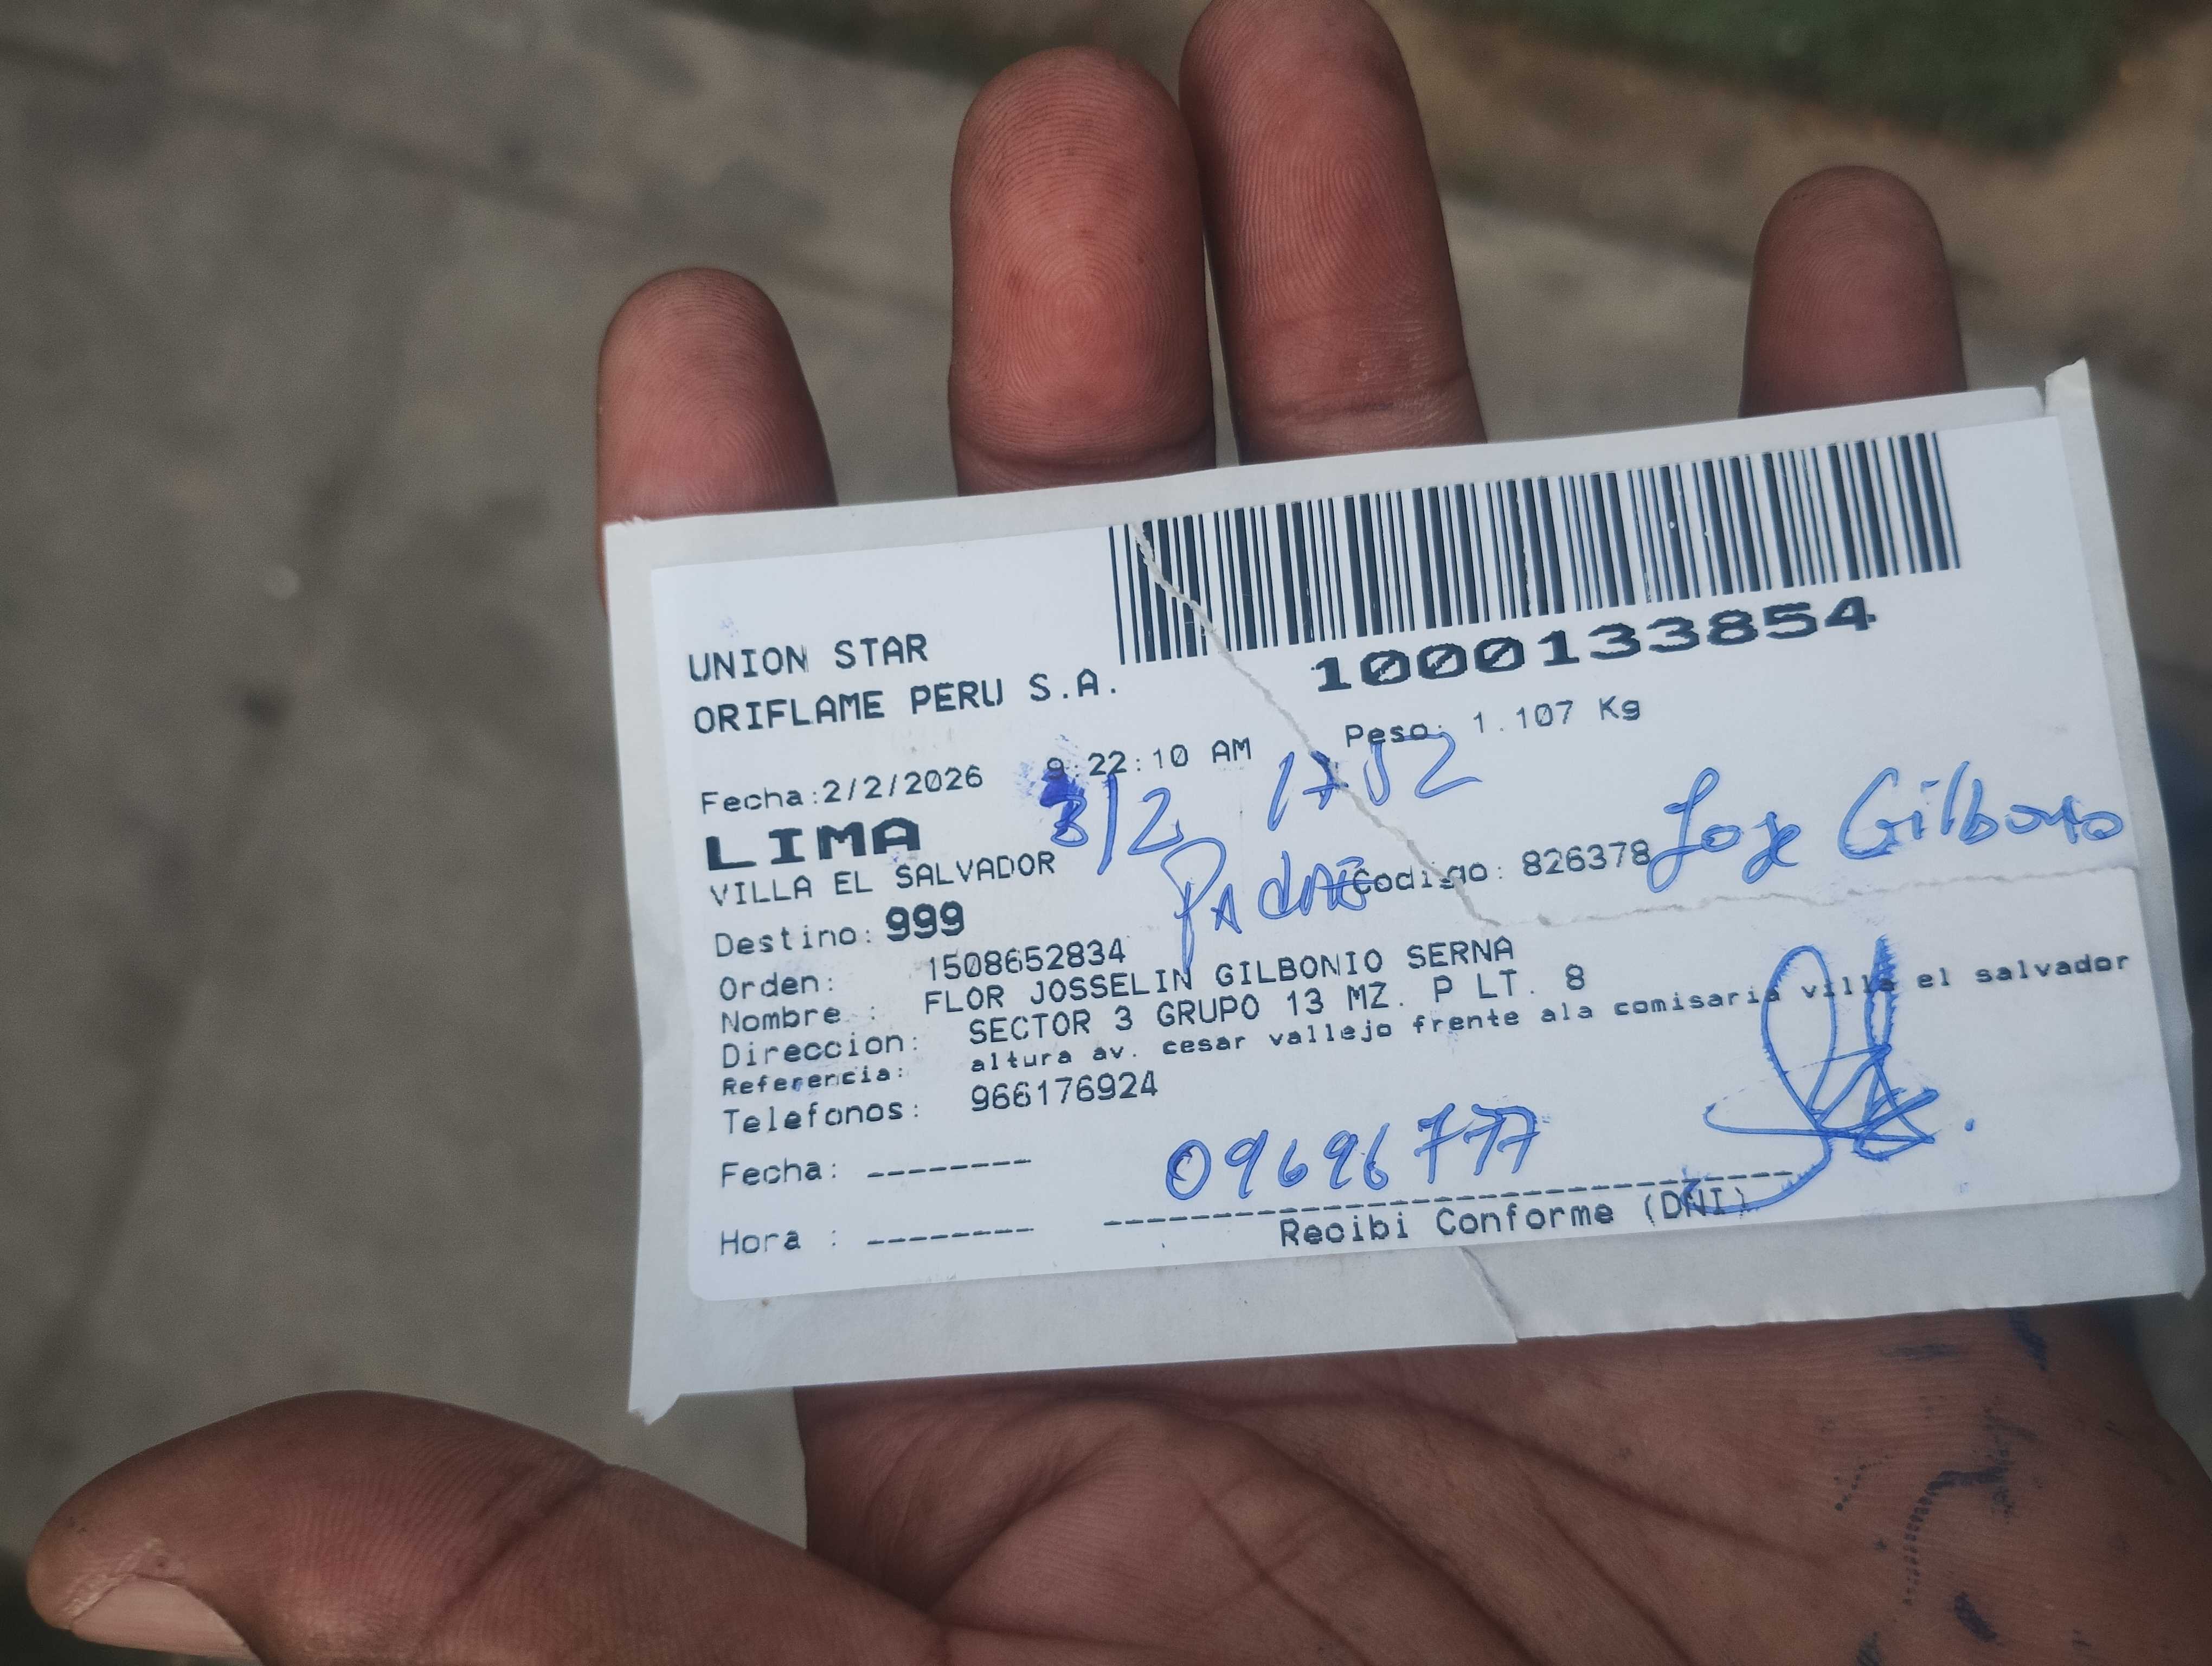 UNION STAR
ORIFLAME PERU S.A.
1000133854
Peso: 1.107 Kg
Fecha:2/2/2026 9:22:10 AM
3/2 1752
LIMA
VILLA EL SALVADOR
Padre
Codigo: 826378
Jose Gilbonio
Destino: 999
Orden: 1508652834
Nombre : FLOR JOSSELIN GILBONIO SERNA
Direccion: SECTOR 3 GRUPO 13 MZ. P LT. 8
Referencia: altura av. cesar vallejo frente ala comisaria villa el salvador
Telefonos: 966176924
Fecha: --------
09696777
Hora : --------
Recibi Conforme (DNI)